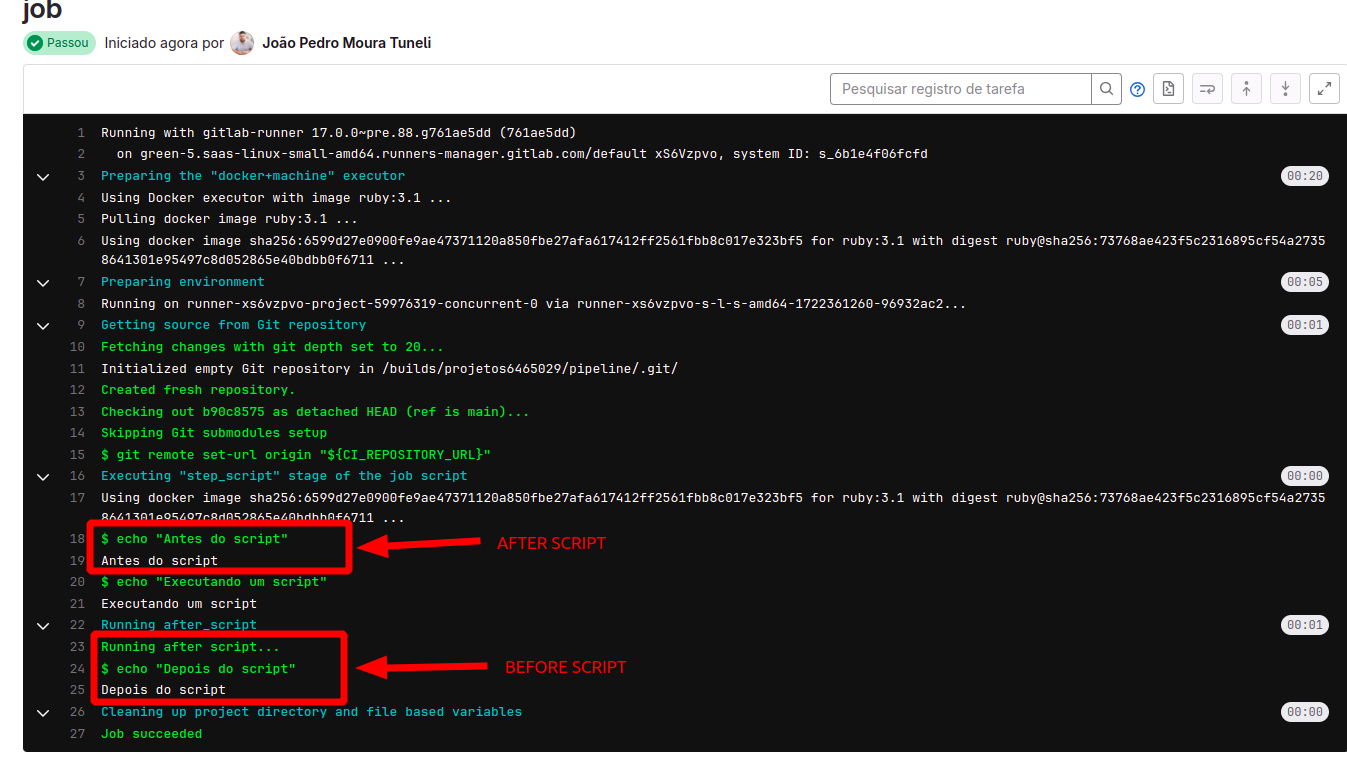 job
Passou Iniciado agora por João Pedro Moura Tuneli
Pesquisar registro de tarefa
1 Running with gitlab-runner 17.0.0~pre.88.g761ae5dd (761ae5dd)
2 on green-5.saas-linux-small-amd64.runners-manager.gitlab.com/default xS6Vzpvo, system ID: s_6b1e4f06fcfd
3 Preparing the "docker+machine" executor 00:20
4 Using Docker executor with image ruby:3.1 ...
5 Pulling docker image ruby:3.1 ...
6 Using docker image sha256:6599d27e0900fe9ae47371120a850fbe27afa617412ff2561fbb8c017e323bf5 for ruby:3.1 with digest ruby@sha256:73768ae423f5c2316895cf54a2735
8641301e95497c8d052865e40bdbb0f6711 ...
7 Preparing environment 00:05
8 Running on runner-xs6vzpvo-project-59976319-concurrent-0 via runner-xs6vzpvo-s-l-s-amd64-1722361260-96932ac2...
9 Getting source from Git repository 00:01
10 Fetching changes with git depth set to 20...
11 Initialized empty Git repository in /builds/projetos6465029/pipeline/.git/
12 Created fresh repository.
13 Checking out b90c8575 as detached HEAD (ref is main)...
14 Skipping Git submodules setup
15 $ git remote set-url origin "${CI_REPOSITORY_URL}"
16 Executing "step_script" stage of the job script 00:00
17 Using docker image sha256:6599d27e0900fe9ae47371120a850fbe27afa617412ff2561fbb8c017e323bf5 for ruby:3.1 with digest ruby@sha256:73768ae423f5c2316895cf54a2735
8641301e95497c8d052865e40bdbb0f6711 ...
18 $ echo "Antes do script"
AFTER SCRIPT
19 Antes do script
20 $ echo "Executando um script"
21 Executando um script
22 Running after_script 00:01
23 Running after script...
24 $ echo "Depois do script"
BEFORE SCRIPT
25 Depois do script
26 Cleaning up project directory and file based variables 00:00
27 Job succeeded